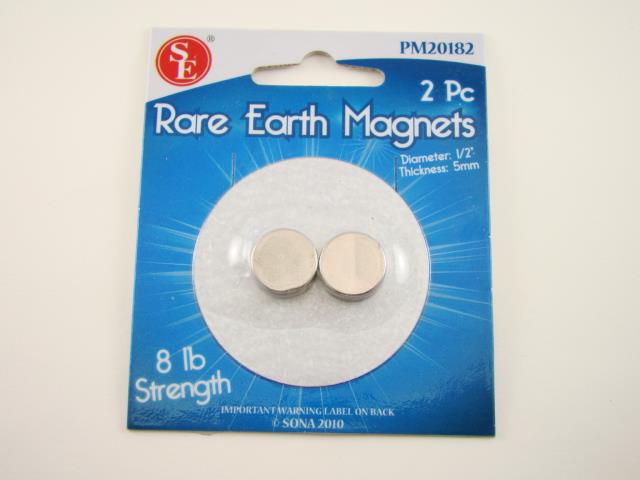 SE®
PM20182
2 Pc
Rare Earth Magnets
Diameter: 1/2"
Thickness: 5mm
8 lb
Strength
IMPORTANT WARNING LABEL ON BACK
© SONA 2010